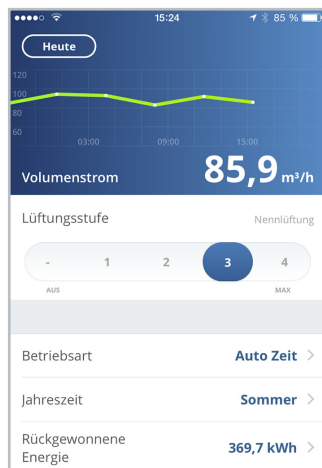 15:24 85 %
Heute
120
100
80
60
03:00 09:00 15:00
Volumenstrom 85,9 m³/h
Lüftungsstufe Nennlüftung
- 1 2 3 4
AUS MAX
Betriebsart Auto Zeit
Jahreszeit Sommer
Rückgewonnene
Energie 369,7 kWh